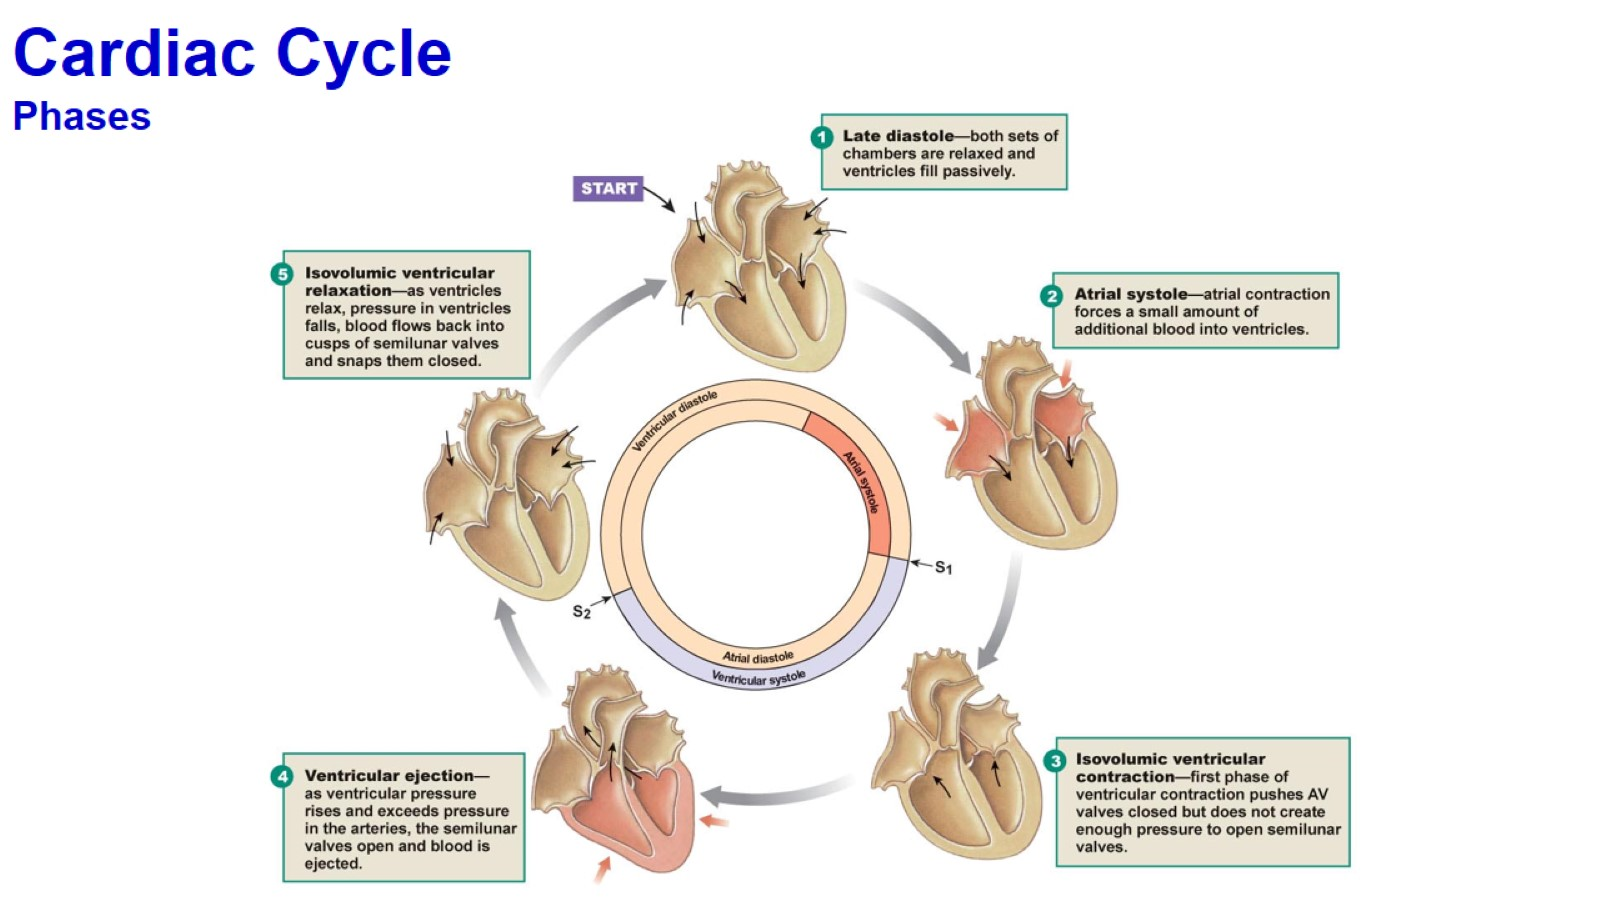 Cardiac Cycle
Phases
START
1 Late diastole—both sets of
chambers are relaxed and
ventricles fill passively.
2 Atrial systole—atrial contraction
forces a small amount of
additional blood into ventricles.
3 Isovolumic ventricular
contraction—first phase of
ventricular contraction pushes AV
valves closed but does not create
enough pressure to open semilunar
valves.
4 Ventricular ejection—
as ventricular pressure
rises and exceeds pressure
in the arteries, the semilunar
valves open and blood is
ejected.
5 Isovolumic ventricular
relaxation—as ventricles
relax, pressure in ventricles
falls, blood flows back into
cusps of semilunar valves
and snaps them closed.
Ventricular diastole
Atrial systole
S1
S2
Atrial diastole
Ventricular systole